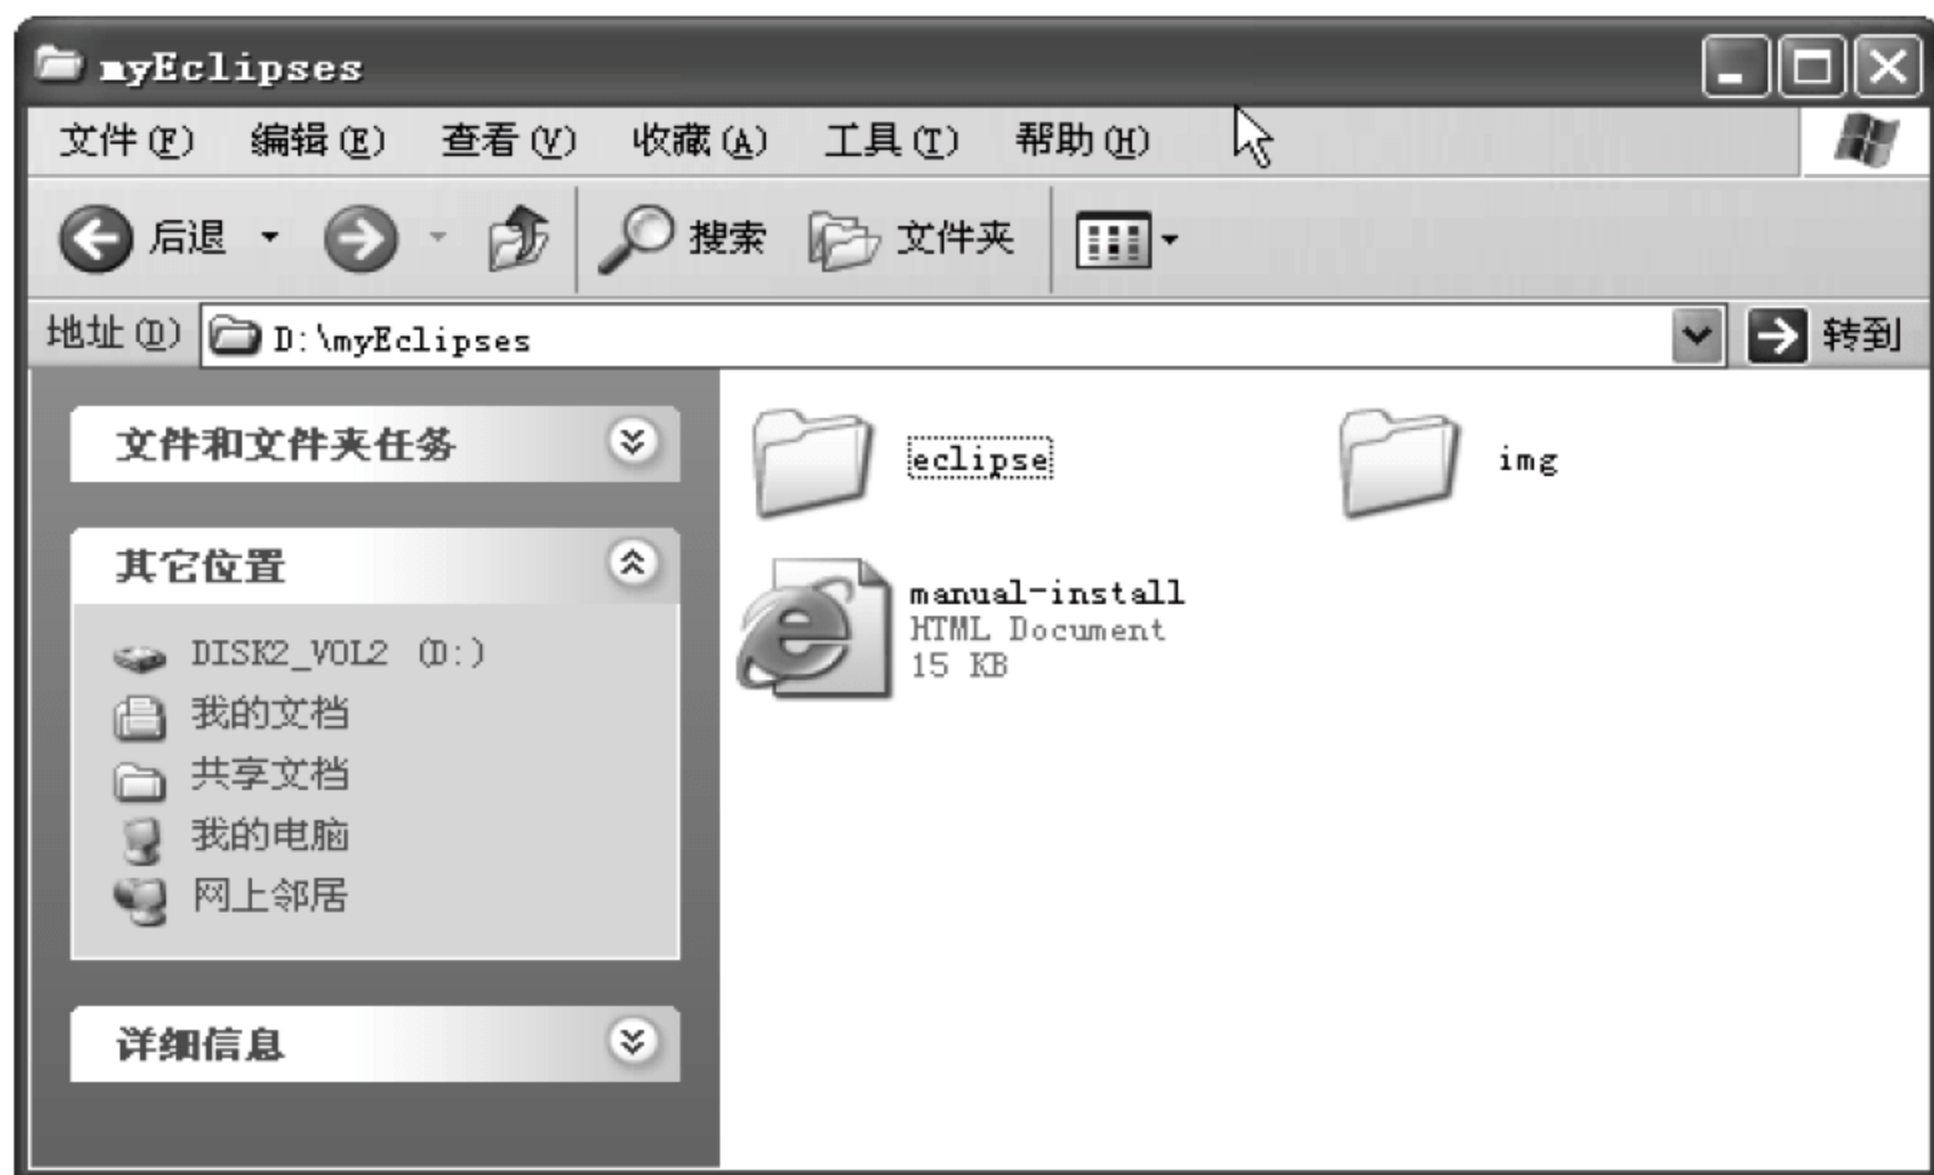 myEclipses
文件(F) 编辑(E) 查看(V) 收藏(A) 工具(T) 帮助(H)
后退 搜索 文件夹
地址(D) D:\myEclipses 转到
文件和文件夹任务
其它位置
DISK2_VOL2 (D:)
我的文档
共享文档
我的电脑
网上邻居
详细信息
eclipse
img
manual-install
HTML Document
15 KB